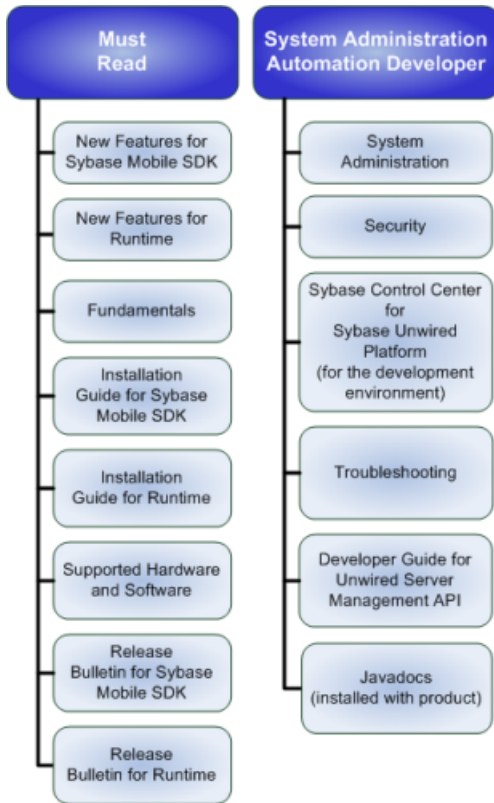 Must
Read
New Features for
Sybase Mobile SDK
New Features for
Runtime
Fundamentals
Installation
Guide for Sybase
Mobile SDK
Installation
Guide for Runtime
Supported Hardware
and Software
Release
Bulletin for Sybase
Mobile SDK
Release
Bulletin for Runtime
System Administration
Automation Developer
System
Administration
Security
Sybase Control Center
for
Sybase Unwired
Platform
(for the development
environment)
Troubleshooting
Developer Guide for
Unwired Server
Management API
Javadocs
(installed with product)